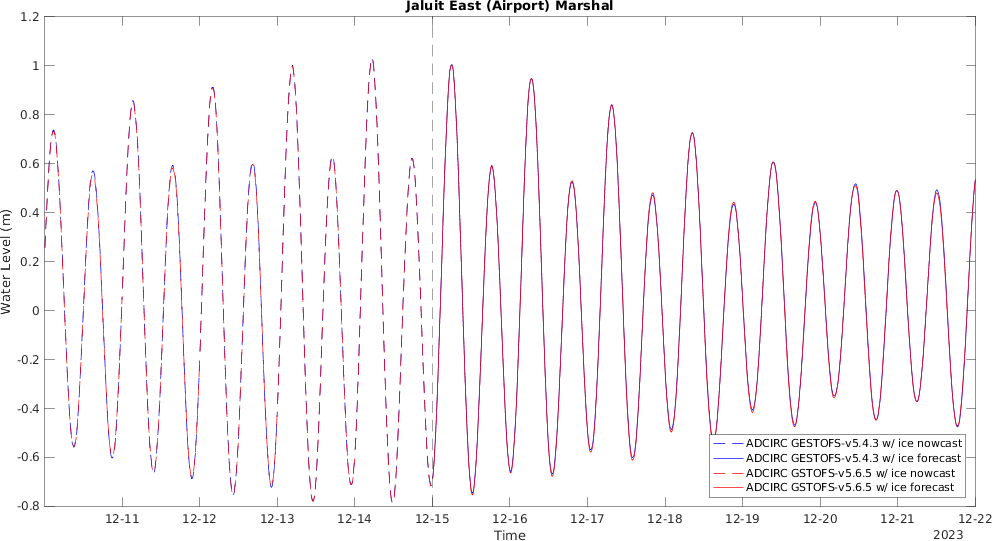 Jaluit East (Airport) Marshal
1.2
1
0.8
0.6
0.4
0.2
0
-0.2
-0.4
-0.6
-0.8
Water Level (m)
ADCIRC GESTOFS-v5.4.3 w/ ice nowcast
ADCIRC GESTOFS-v5.4.3 w/ ice forecast
ADCIRC GSTOFS-v5.6.5 w/ ice nowcast
ADCIRC GSTOFS-v5.6.5 w/ ice forecast
12-11 12-12 12-13 12-14 12-15 12-16 12-17 12-18 12-19 12-20 12-21 12-22
Time
2023